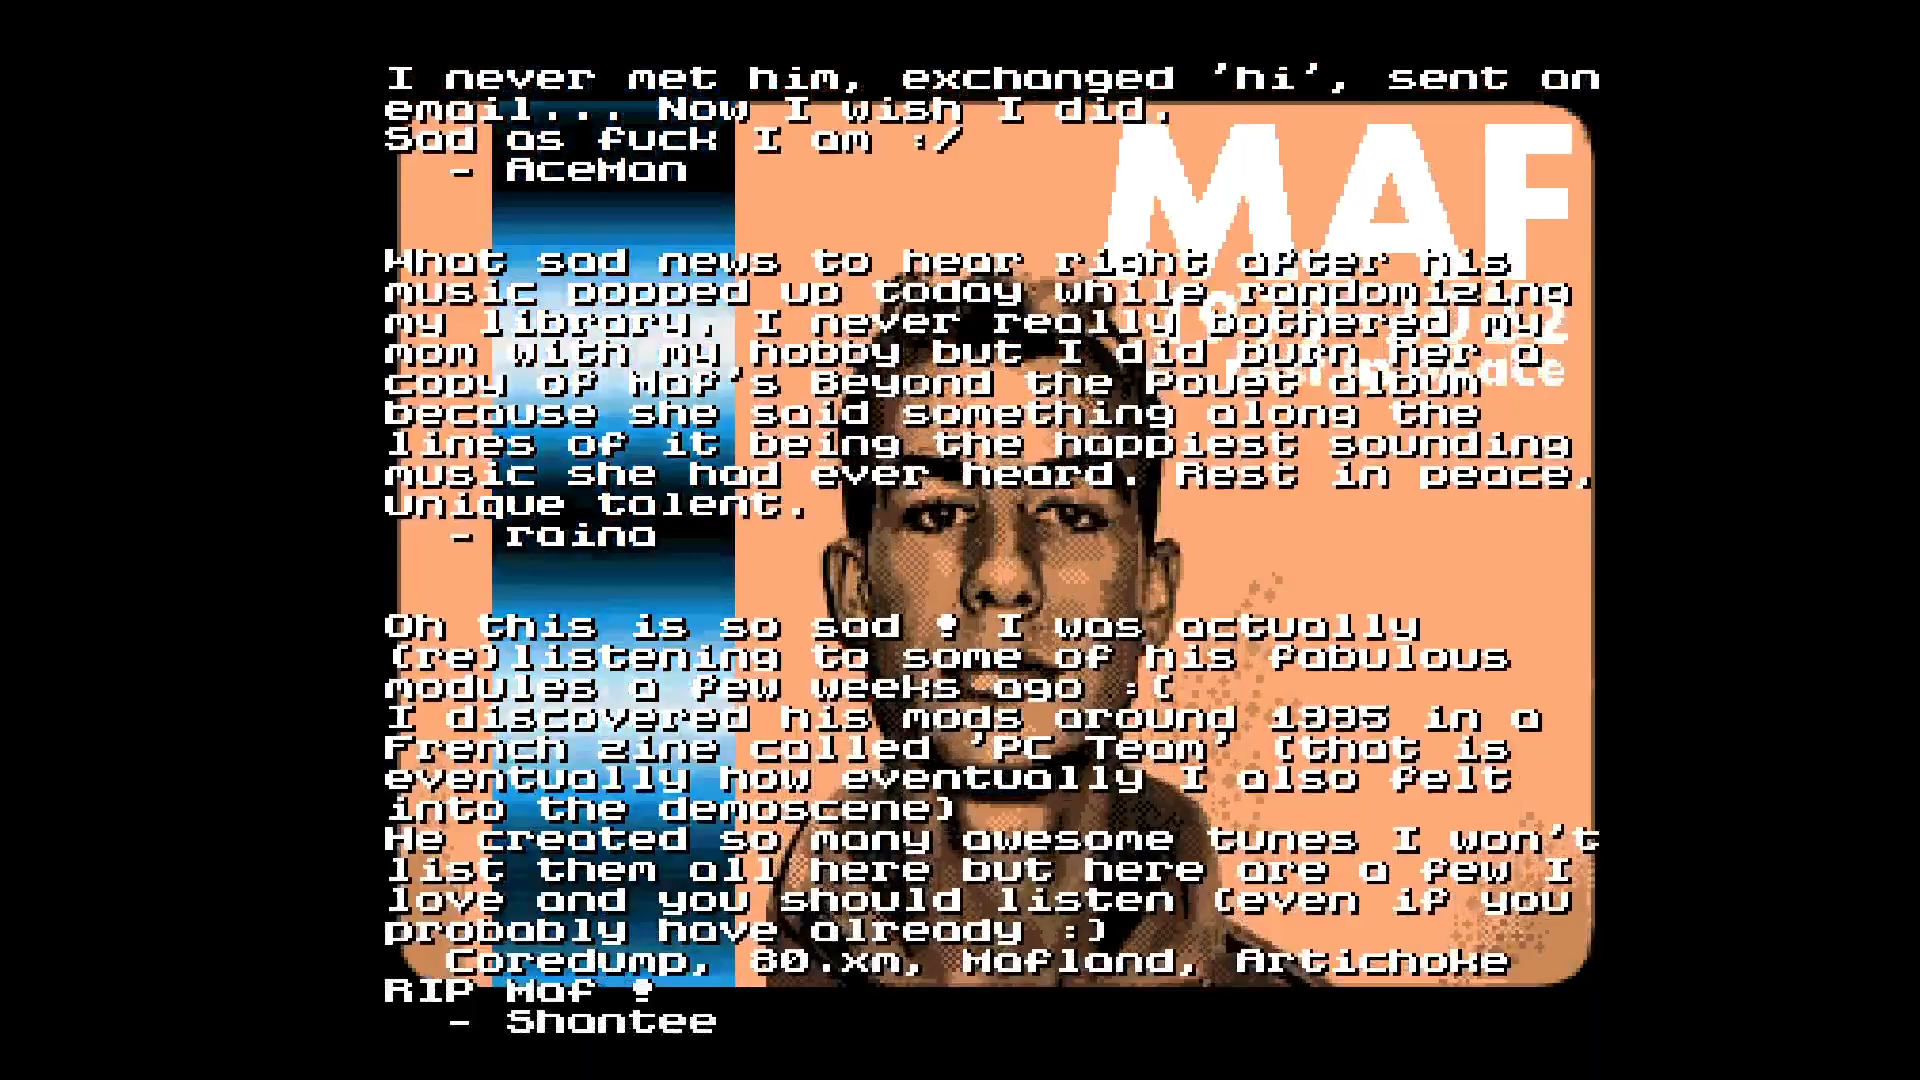 I never met him, exchanged 'hi', sent an
email... Now I wish I did.
Sad as fuck I am :/
- AceMan
MAF
What sad news to hear right after his
music popped up today while randomizing
my library. I never really bothered my
mom with my hobby but I did burn her a
copy of Maf's Beyond the Pouet album
because she said something along the
lines of it being the happiest sounding
music she had ever heard. Rest in peace,
unique talent.
- raina
Oh this is so sad ! I was actually
(re)listening to some of his fabulous
modules a few weeks ago :(
I discovered his mods around 1995 in a
French zine called 'PC Team' (that is
eventually how eventually I also felt
into the demoscene)
He created so many awesome tunes I won't
list them all here but here are a few I
love and you should listen (even if you
probably have already :)
Coredump, 80.xm, Mafland, Artichoke
RIP Maf !
- Shantee